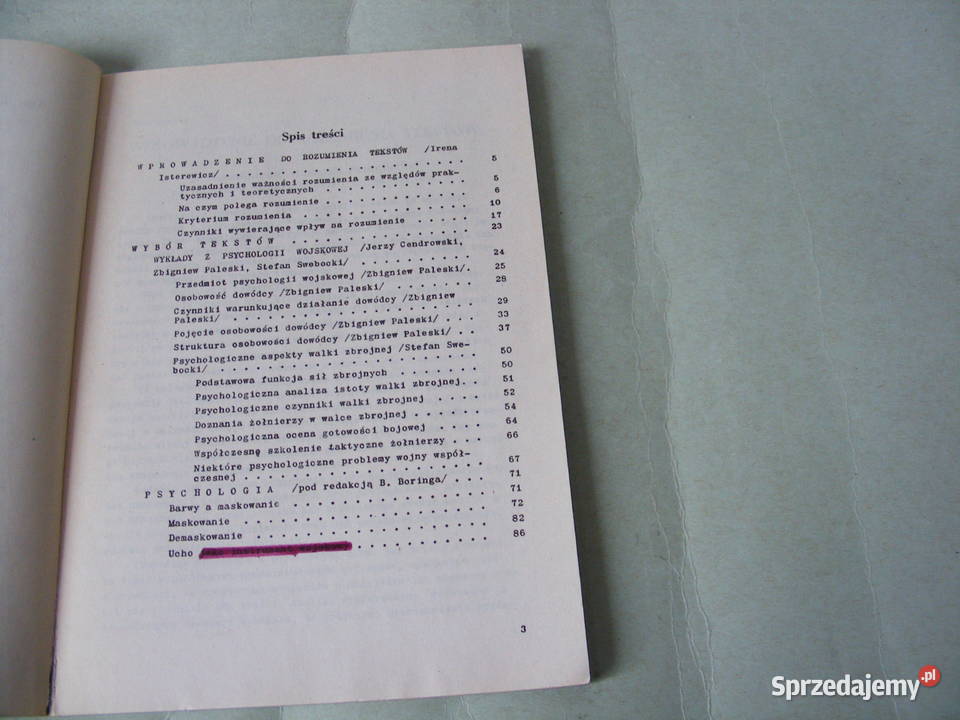 Spis treści
WPROWADZENIE DO ROZUMIENIA TEKSTÓW /Irena
Isterewicz/ . . . . . . . . . . . . . . . . . . . . . . 5
Uzasadnienie ważności rozumienia ze względów prak-
tycznych i teoretycznych . . . . . . . . . . . . 5
Na czym polega rozumienie . . . . . . . . . . . . 6
Kryterium rozumienia . . . . . . . . . . . . . . 10
Czynniki wywierające wpływ na rozumienie . . . . . 17
WYBÓR TEKSTÓW . . . . . . . . . . . . . . . . . . 23
WYKŁADY Z PSYCHOLOGII WOJSKOWEJ /Jerzy Cendrowski,
Zbigniew Paleski, Stefan Swebocki/ . . . . . . . . . . 24
Przedmiot psychologii wojskowej /Zbigniew Paleski/. 25
Osobowość dowódcy /Zbigniew Paleski/ . . . . . . . 28
Czynniki warunkujące działanie dowódcy /Zbigniew
Paleski/ . . . . . . . . . . . . . . . . . . . . . 29
Pojęcie osobowości dowódcy /Zbigniew Paleski/ . . . 33
Struktura osobowości dowódcy /Zbigniew Paleski/ . . 37
Psychologiczne aspekty walki zbrojnej /Stefan Swe-
bocki/ . . . . . . . . . . . . . . . . . . . . . . 50
Podstawowa funkcja sił zbrojnych . . . . . . . . 50
Psychologiczna analiza istoty walki zbrojnej. . 51
Psychologiczne czynniki walki zbrojnej . . . . 52
Doznania żołnierzy w walce zbrojnej . . . . . . 54
Psychologiczna ocena gotowości bojowej . . . . 64
Współczesnę szkolenie taktyczne żołnierzy . . . 66
Niektóre psychologiczne problemy wojny współ-
czesnej . . . . . . . . . . . . . . . . . . . . 67
PSYCHOLOGIA /pod redakcją B. Boringa/ . . . 71
Barwy a maskowanie . . . . . . . . . . . . . . . . 71
Maskowanie . . . . . . . . . . . . . . . . . . . . 72
Demaskowanie . . . . . . . . . . . . . . . . . . . 82
Ucho jako instrument wojskowy . . . . . . . . . . 86
3
Sprzedajemy.pl